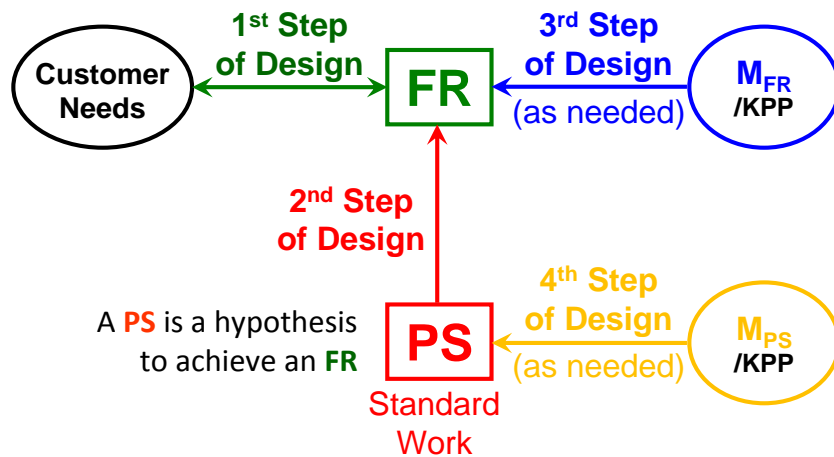 1st Step
of Design
3rd Step
of Design
(as needed)
Customer
Needs
FR
MFR
/KPP
2nd Step
of Design
4th Step
of Design
(as needed)
A PS is a hypothesis
to achieve an FR
PS
MPS
/KPP
Standard
Work